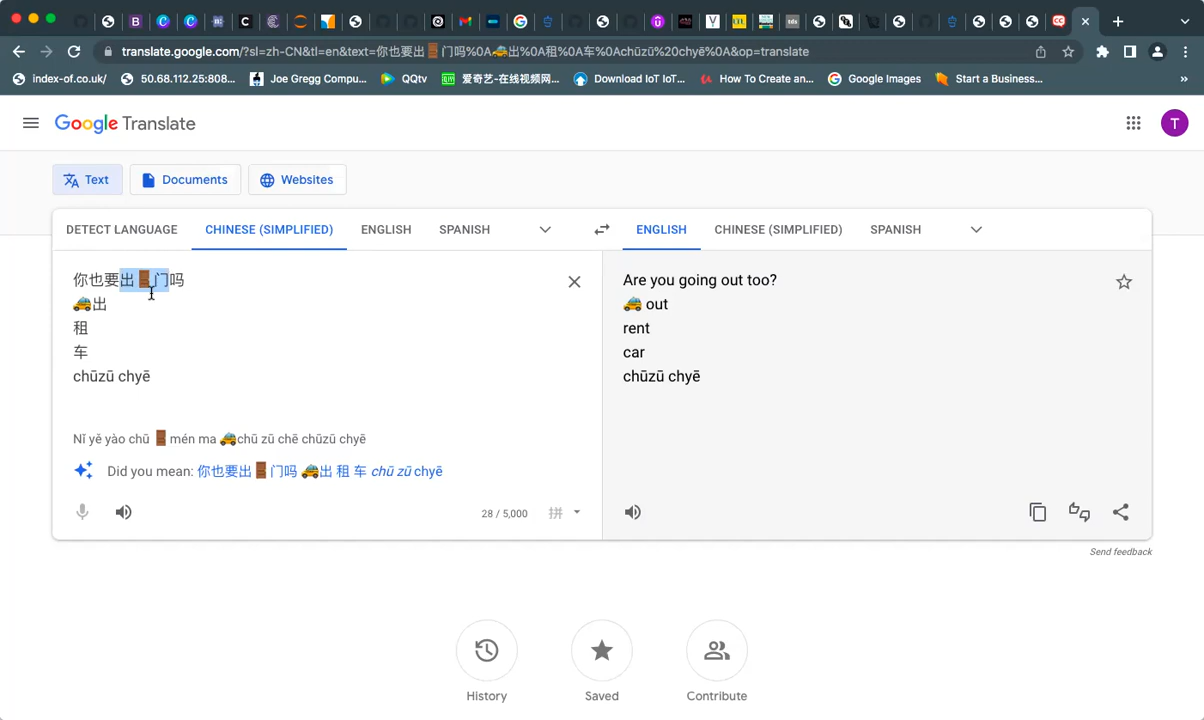 translate.google.com/?sl=zh-CN&tl=en&text=你也要出🚪门吗%0A🚕出%0A租%0A车%0Achūzū%20chyē%0A&op=translate
index-of.co.uk/ 50.68.112.25:808... Joe Gregg Compu... QQtv 爱奇艺-在线视频网... Download IoT IoT... How To Create an... Google Images Start a Business... »
Google Translate
T
Text Documents Websites
DETECT LANGUAGE CHINESE (SIMPLIFIED) ENGLISH SPANISH ENGLISH CHINESE (SIMPLIFIED) SPANISH
你也要出🚪门吗
🚕出
租
车
chūzū chyē
Nǐ yě yào chū 🚪 mén ma 🚕chū zū chē chūzū chyē
Did you mean: 你也要出🚪门吗 🚕出 租 车 chū zū chyē
28 / 5,000 拼
Are you going out too?
🚕 out
rent
car
chūzū chyē
Send feedback
History Saved Contribute